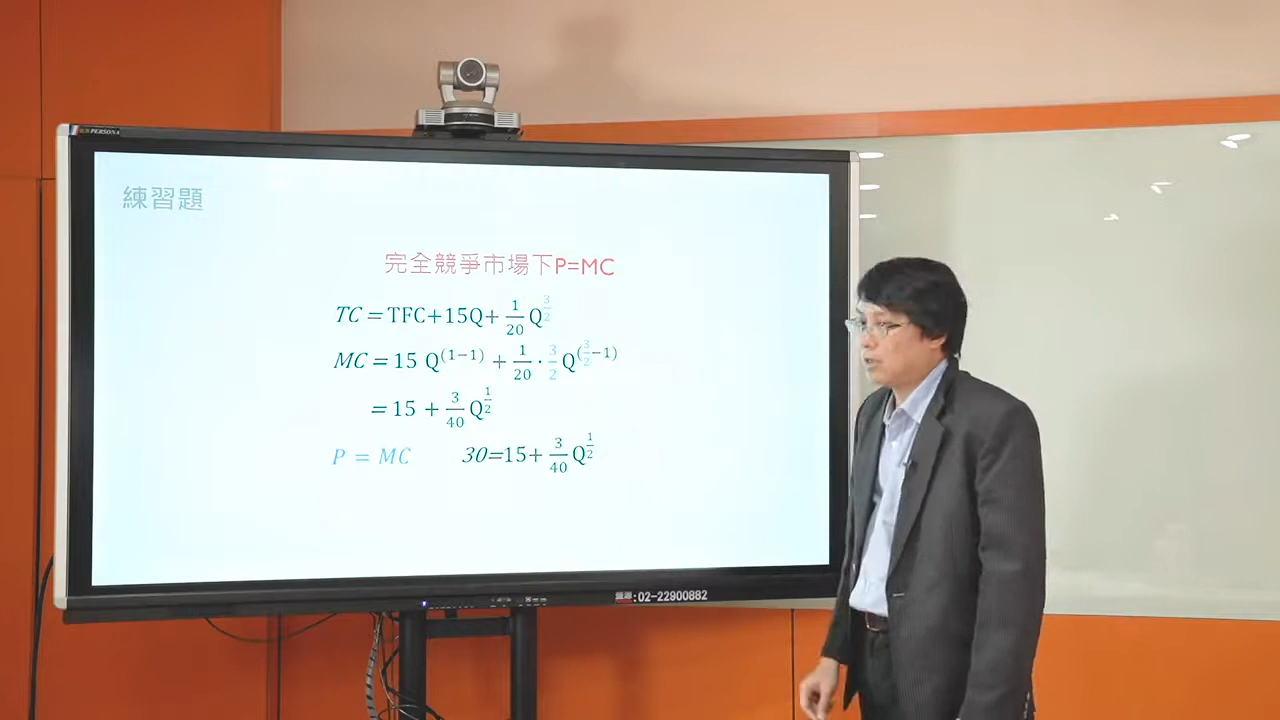 PERSONA
練習題
完全競爭市場下P=MC
TC = TFC+15Q+ 1/20 Q^(3/2)
MC = 15 Q^(1−1) + 1/20 · 3/2 Q^(3/2−1)
= 15 + 3/40 Q^(1/2)
P = MC 30=15+ 3/40 Q^(1/2)
:02-22900882